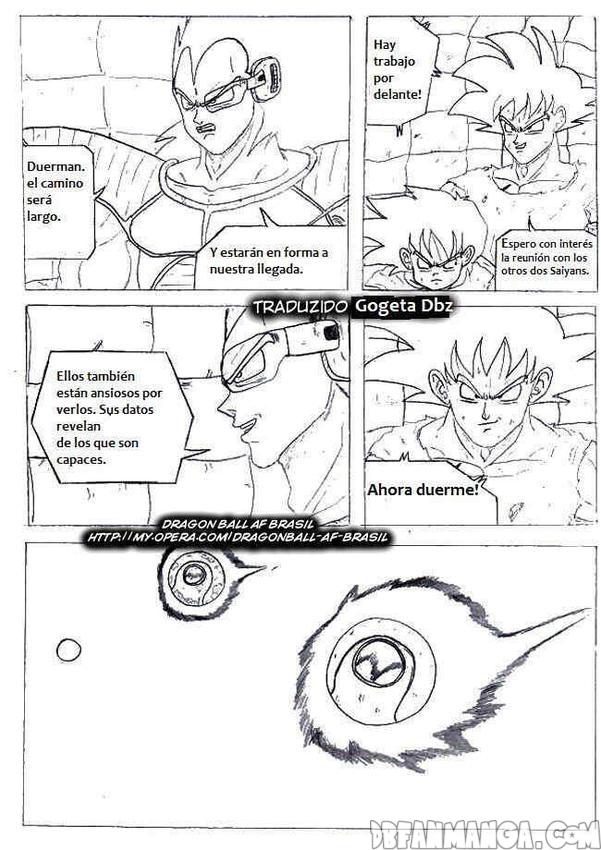 Duerman.
el camino
será
largo.
Y estarán en forma a
nuestra llegada.
Hay
trabajo
por
delante!
Espero con interés
la reunión con los
otros dos Saiyans.
TRADUZIDO Gogeta Dbz
Ellos también
están ansiosos por
verlos. Sus datos
revelan
de los que son
capaces.
Ahora duerme!
DRAGON BALL AF BRASIL
HTTP://MY.OPERA.COM/DRAGONBALL-AF-BRASIL
DBFANMANGA.COM